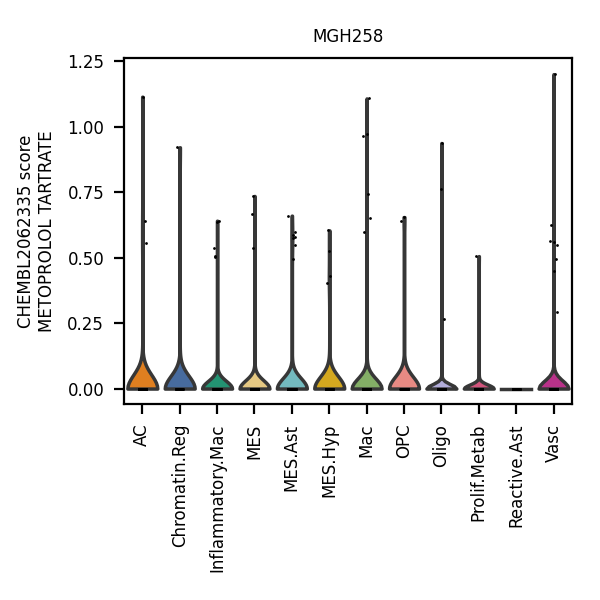 MGH258
CHEMBL2062335 score
METOPROLOL TARTRATE
1.25
1.00
0.75
0.50
0.25
0.00
AC
Chromatin.Reg
Inflammatory.Mac
MES
MES.Ast
MES.Hyp
Mac
OPC
Oligo
Prolif.Metab
Reactive.Ast
Vasc